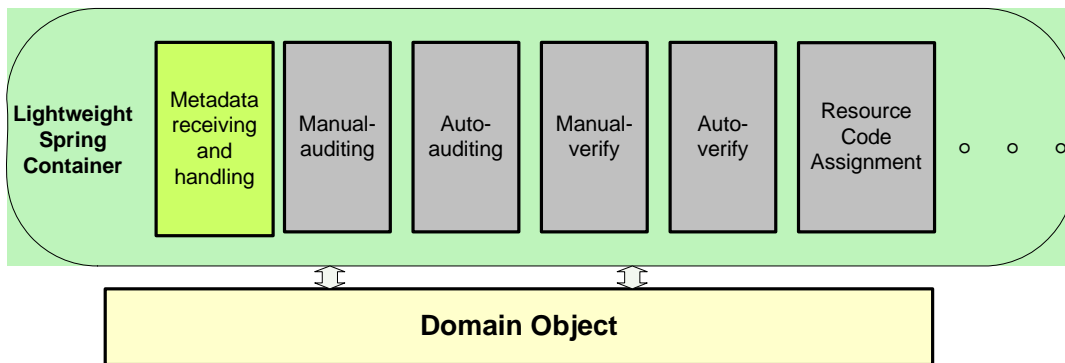 Lightweight
Spring
Container
Metadata
receiving
and
handling
Manual-
auditing
Auto-
auditing
Manual-
verify
Auto-
verify
Resource
Code
Assignment
Domain Object